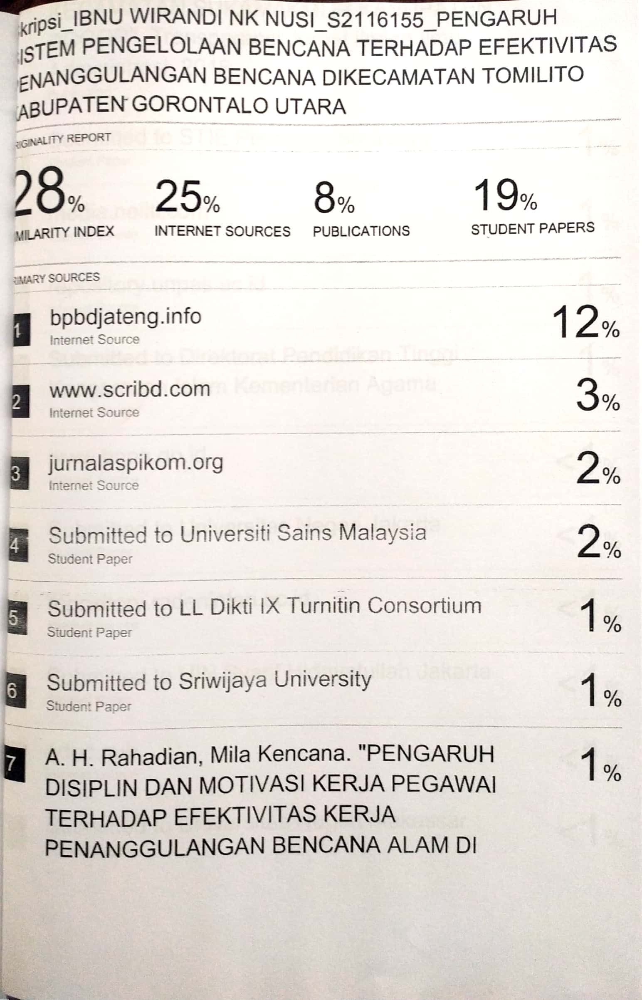 kripsi_IBNU WIRANDI NK NUSI_S2116155_PENGARUH
ISTEM PENGELOLAAN BENCANA TERHADAP EFEKTIVITAS
ENANGGULANGAN BENCANA DIKECAMATAN TOMILITO
ABUPATEN GORONTALO UTARA
RIGINALITY REPORT
28% 25% 8% 19%
MILARITY INDEX INTERNET SOURCES PUBLICATIONS STUDENT PAPERS
RIMARY SOURCES
1 bpbdjateng.info 12%
Internet Source
2 www.scribd.com 3%
Internet Source
3 jurnalaspikom.org 2%
Internet Source
4 Submitted to Universiti Sains Malaysia 2%
Student Paper
5 Submitted to LL Dikti IX Turnitin Consortium 1%
Student Paper
6 Submitted to Sriwijaya University 1%
Student Paper
7 A. H. Rahadian, Mila Kencana. "PENGARUH 1%
DISIPLIN DAN MOTIVASI KERJA PEGAWAI
TERHADAP EFEKTIVITAS KERJA
PENANGGULANGAN BENCANA ALAM DI